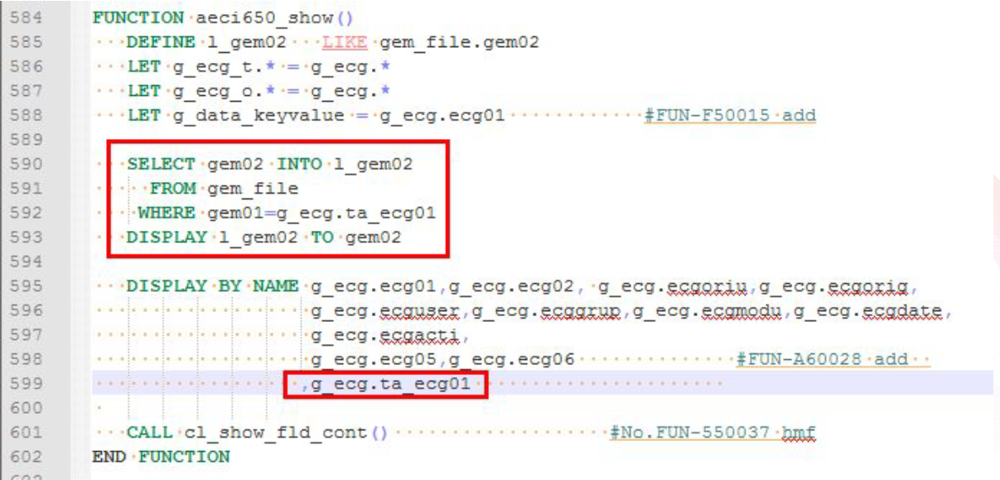 584 FUNCTION aeci650_show()
585 DEFINE l_gem02 LIKE gem_file.gem02
586 LET g_ecg_t.* = g_ecg.*
587 LET g_ecg_o.* = g_ecg.*
588 LET g_data_keyvalue = g_ecg.ecg01 #FUN-F50015 add
589
590 SELECT gem02 INTO l_gem02
591 FROM gem_file
592 WHERE gem01=g_ecg.ta_ecg01
593 DISPLAY l_gem02 TO gem02
594
595 DISPLAY BY NAME g_ecg.ecg01,g_ecg.ecg02, g_ecg.ecgoriu,g_ecg.ecgorig,
596 g_ecg.ecguser,g_ecg.ecggrup,g_ecg.ecgmodu,g_ecg.ecgdate,
597 g_ecg.ecgacti,
598 g_ecg.ecg05,g_ecg.ecg06 #FUN-A60028 add
599 ,g_ecg.ta_ecg01
600
601 CALL cl_show_fld_cont() #No.FUN-550037 hmf
602 END FUNCTION